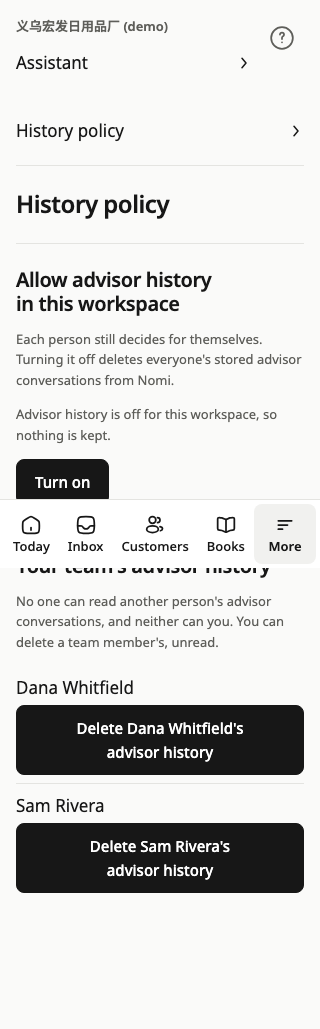 义乌宏发日用品厂 (demo)
Assistant
History policy
History policy
Allow advisor history
in this workspace
Each person still decides for themselves.
Turning it off deletes everyone's stored advisor
conversations from Nomi.
Advisor history is off for this workspace, so
nothing is kept.
Turn on
Today Inbox Customers Books More
Your team's advisor history
No one can read another person's advisor
conversations, and neither can you. You can
delete a team member's, unread.
Dana Whitfield
Delete Dana Whitfield's
advisor history
Sam Rivera
Delete Sam Rivera's
advisor history